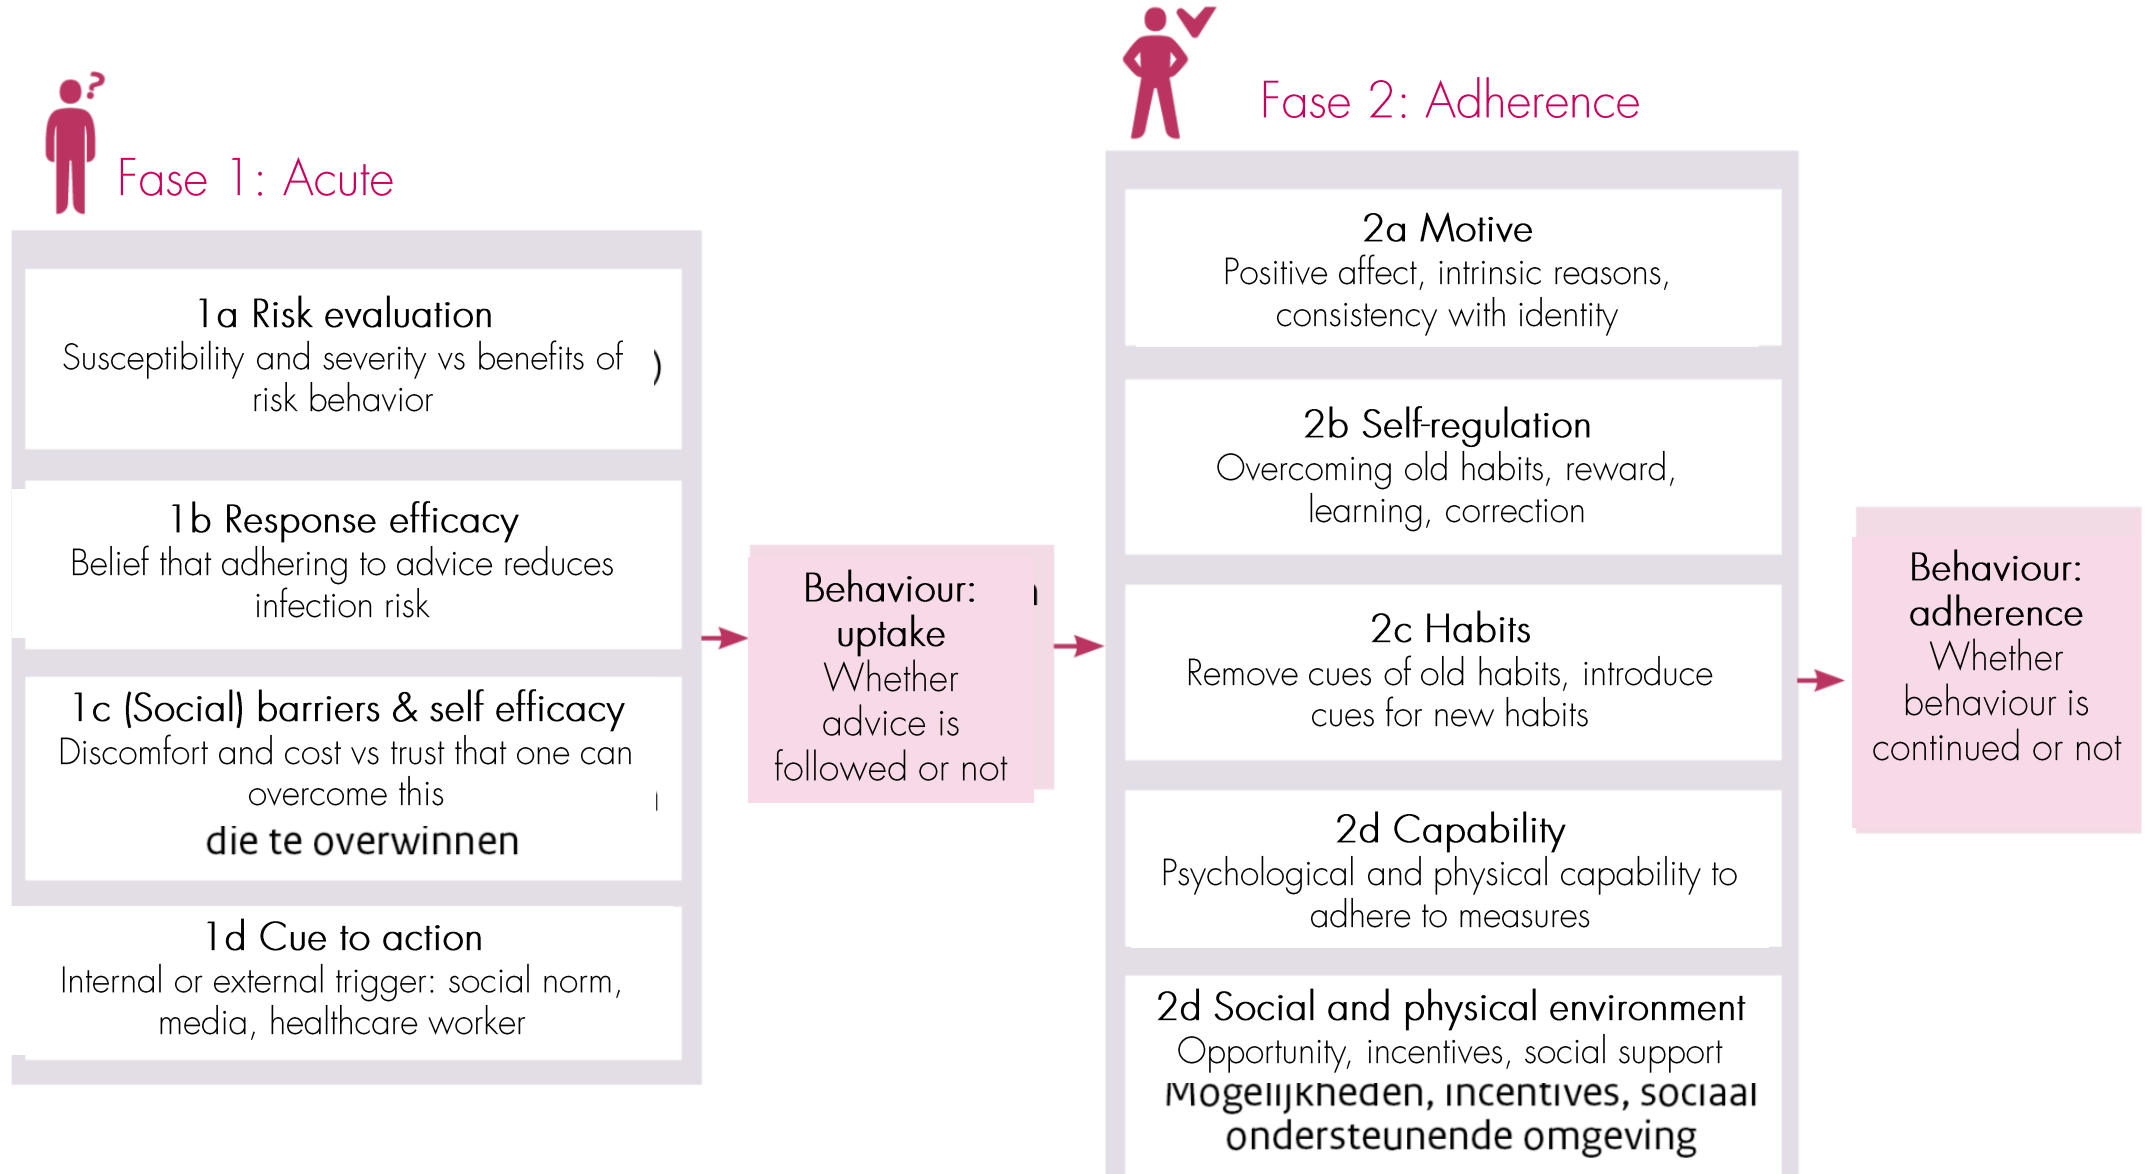 ?
Fase 1: Acute
1a Risk evaluation
Susceptibility and severity vs benefits of
)
risk behavior
1b Response efficacy
Belief that adhering to advice reduces
infection risk
1c (Social) barriers & self efficacy
Discomfort and cost vs trust that one can
overcome this
die te overwinnen
1d Cue to action
Internal or external trigger: social norm,
media, healthcare worker
Behaviour:
uptake
Whether
advice is
followed or not
Fase 2: Adherence
2a Motive
Positive affect, intrinsic reasons,
consistency with identity
2b Self-regulation
Overcoming old habits, reward,
learning, correction
2c Habits
Remove cues of old habits, introduce
cues for new habits
2d Capability
Psychological and physical capability to
adhere to measures
2d Social and physical environment
Opportunity, incentives, social support
Mogelijkheden, incentives, sociaal
ondersteunende omgeving
Behaviour:
adherence
Whether
behaviour is
continued or not